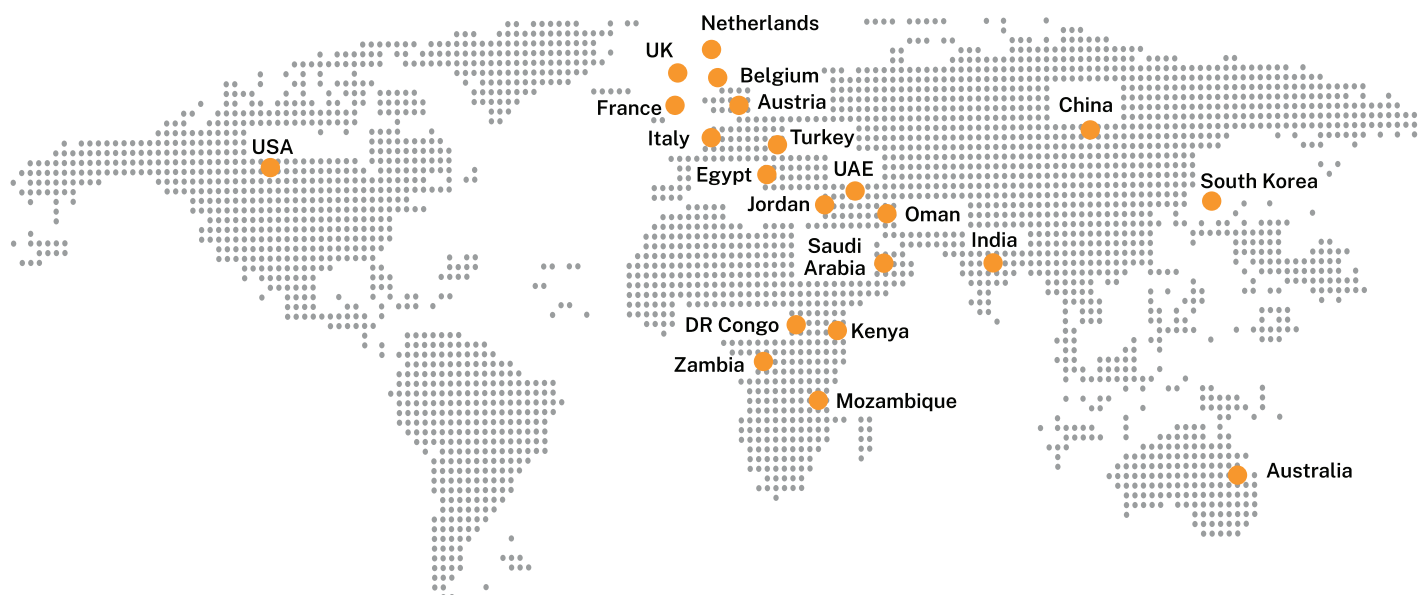 Netherlands
UK
Belgium
Austria
France
China
Italy
Turkey
USA
Egypt
UAE
South Korea
Jordan
Oman
Saudi
Arabia
India
DR Congo
Kenya
Zambia
Mozambique
Australia